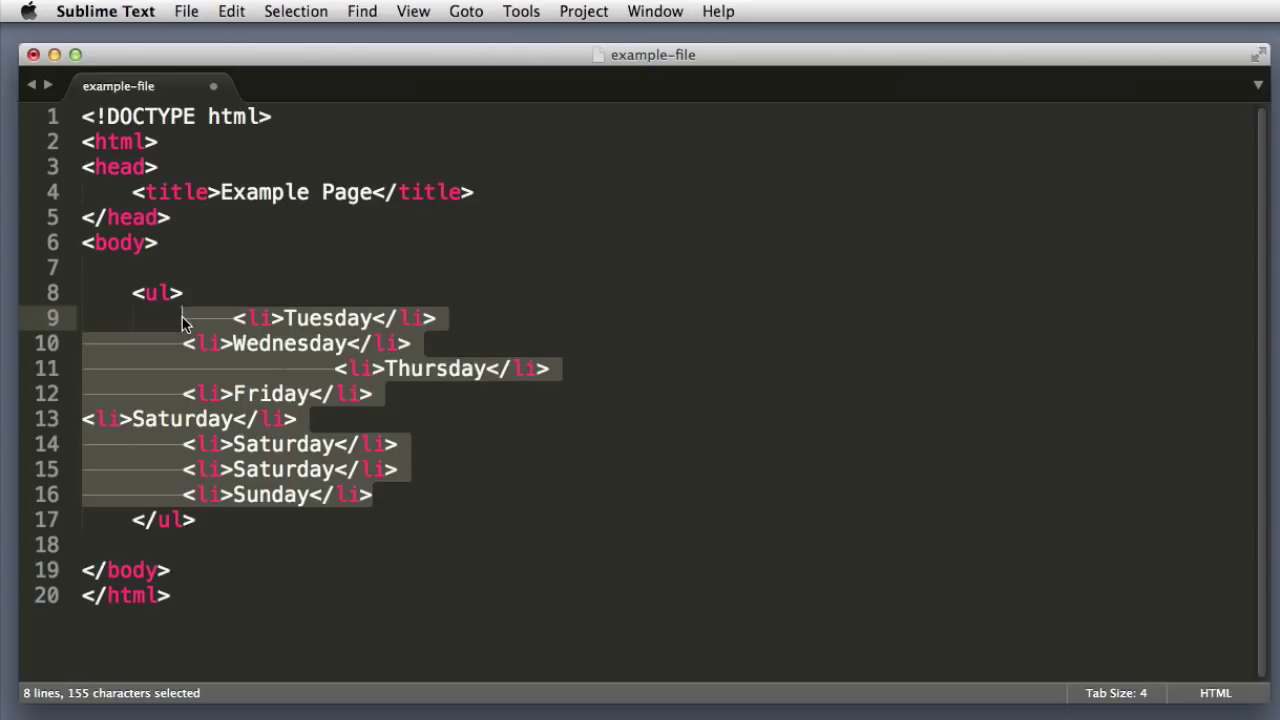 Sublime Text File Edit Selection Find View Goto Tools Project Window Help
example-file
example-file
1 <!DOCTYPE html>
2 <html>
3 <head>
4 <title>Example Page</title>
5 </head>
6 <body>
7
8 <ul>
9 <li>Tuesday</li>
10 <li>Wednesday</li>
11 <li>Thursday</li>
12 <li>Friday</li>
13 <li>Saturday</li>
14 <li>Saturday</li>
15 <li>Saturday</li>
16 <li>Sunday</li>
17 </ul>
18
19 </body>
20 </html>
8 lines, 155 characters selected Tab Size: 4 HTML